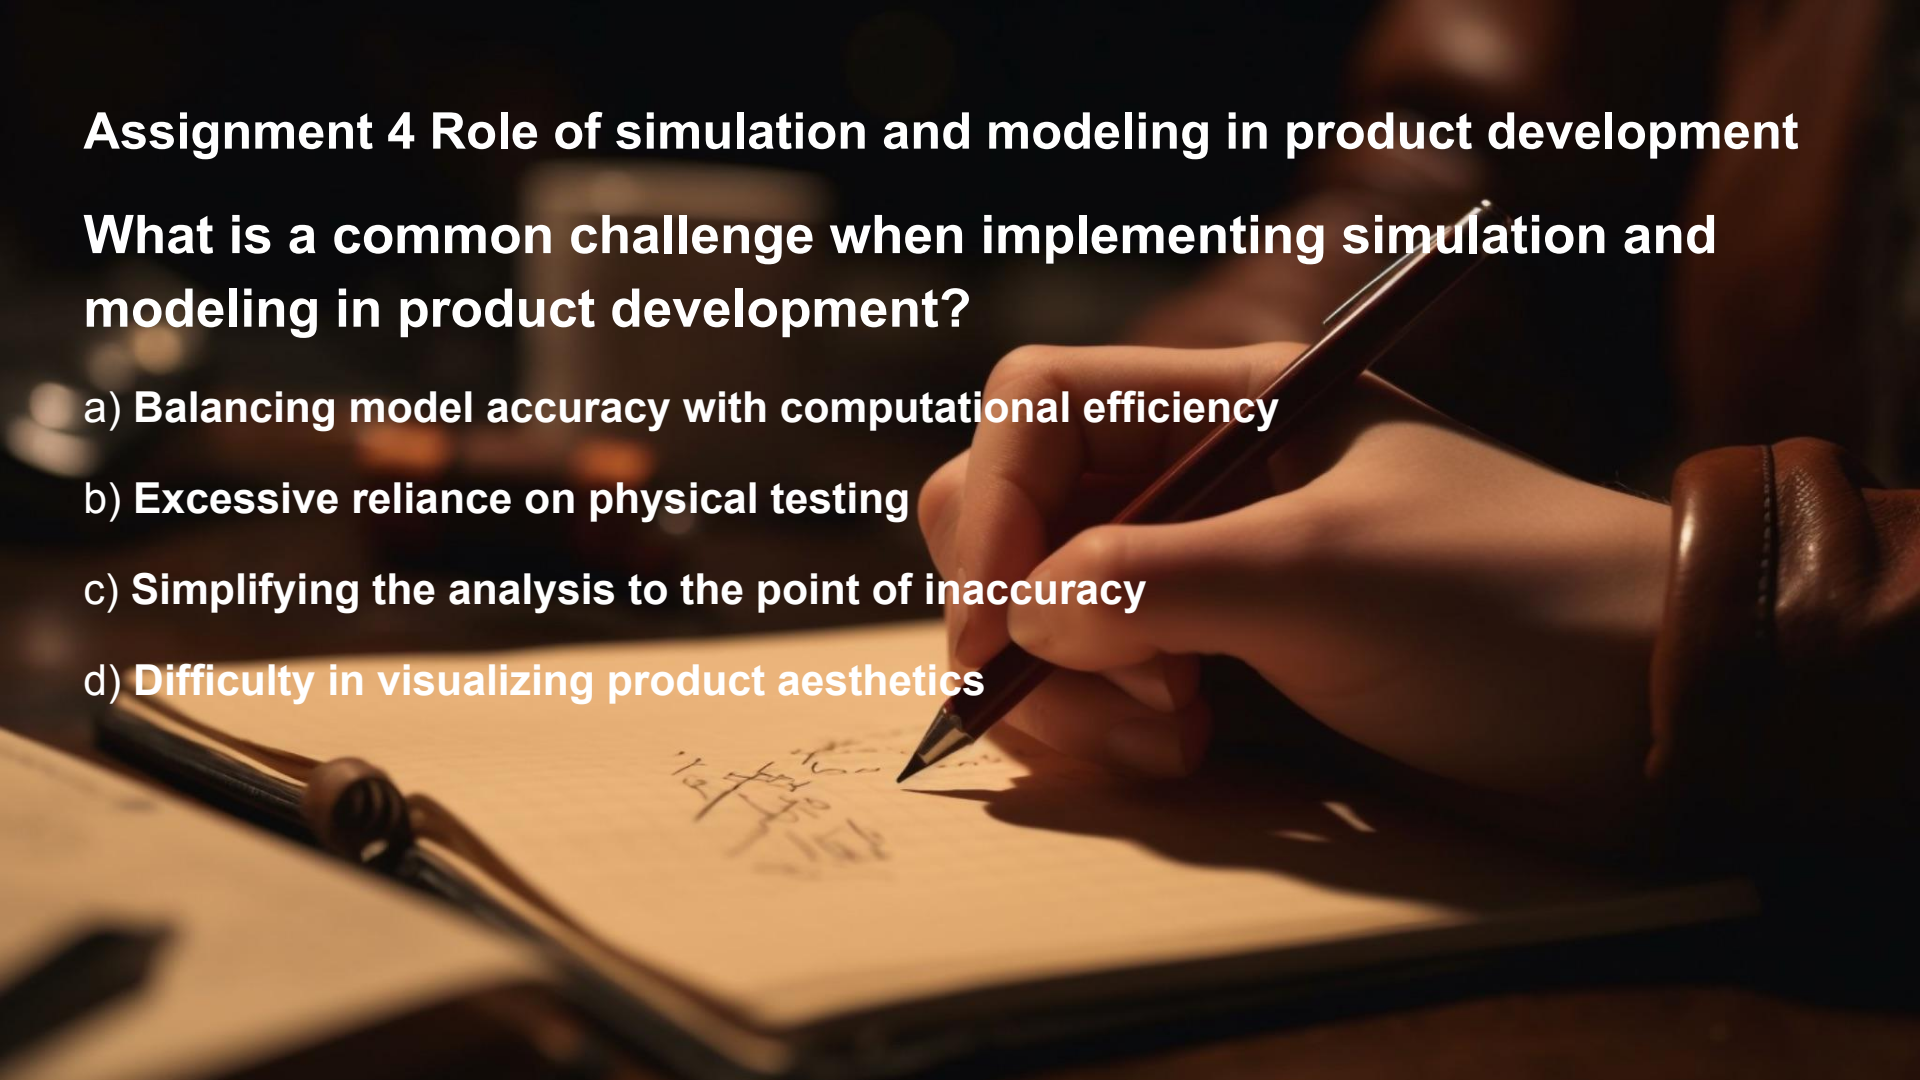 Assignment 4 Role of simulation and modeling in product development
What is a common challenge when implementing simulation and
modeling in product development?
a) Balancing model accuracy with computational efficiency
b) Excessive reliance on physical testing
c) Simplifying the analysis to the point of inaccuracy
d) Difficulty in visualizing product aesthetics